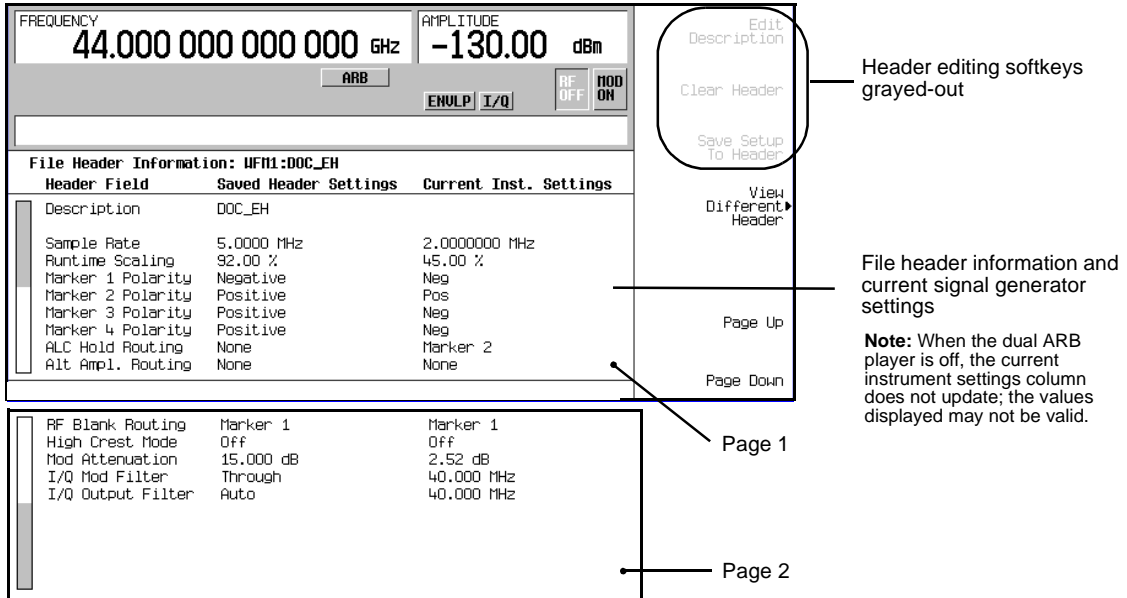 FREQUENCY
44.000 000 000 000 GHz
AMPLITUDE
-130.00 dBm
ARB
ENVLP I/Q
RF OFF
MOD ON
File Header Information: WFM1:DOC_EH
Header Field Saved Header Settings Current Inst. Settings
Description DOC_EH
Sample Rate 5.0000 MHz 2.0000000 MHz
Runtime Scaling 92.00 % 45.00 %
Marker 1 Polarity Negative Neg
Marker 2 Polarity Positive Pos
Marker 3 Polarity Positive Neg
Marker 4 Polarity Positive Neg
ALC Hold Routing None Marker 2
Alt Ampl. Routing None None
Edit
Description
Clear Header
Save Setup
To Header
View
Different
Header
Page Up
Page Down
RF Blank Routing Marker 1 Marker 1
High Crest Mode Off Off
Mod Attenuation 15.000 dB 2.52 dB
I/Q Mod Filter Through 40.000 MHz
I/Q Output Filter Auto 40.000 MHz
Header editing softkeys
grayed-out
File header information and
current signal generator
settings
Note: When the dual ARB
player is off, the current
instrument settings column
does not update; the values
displayed may not be valid.
Page 1
Page 2